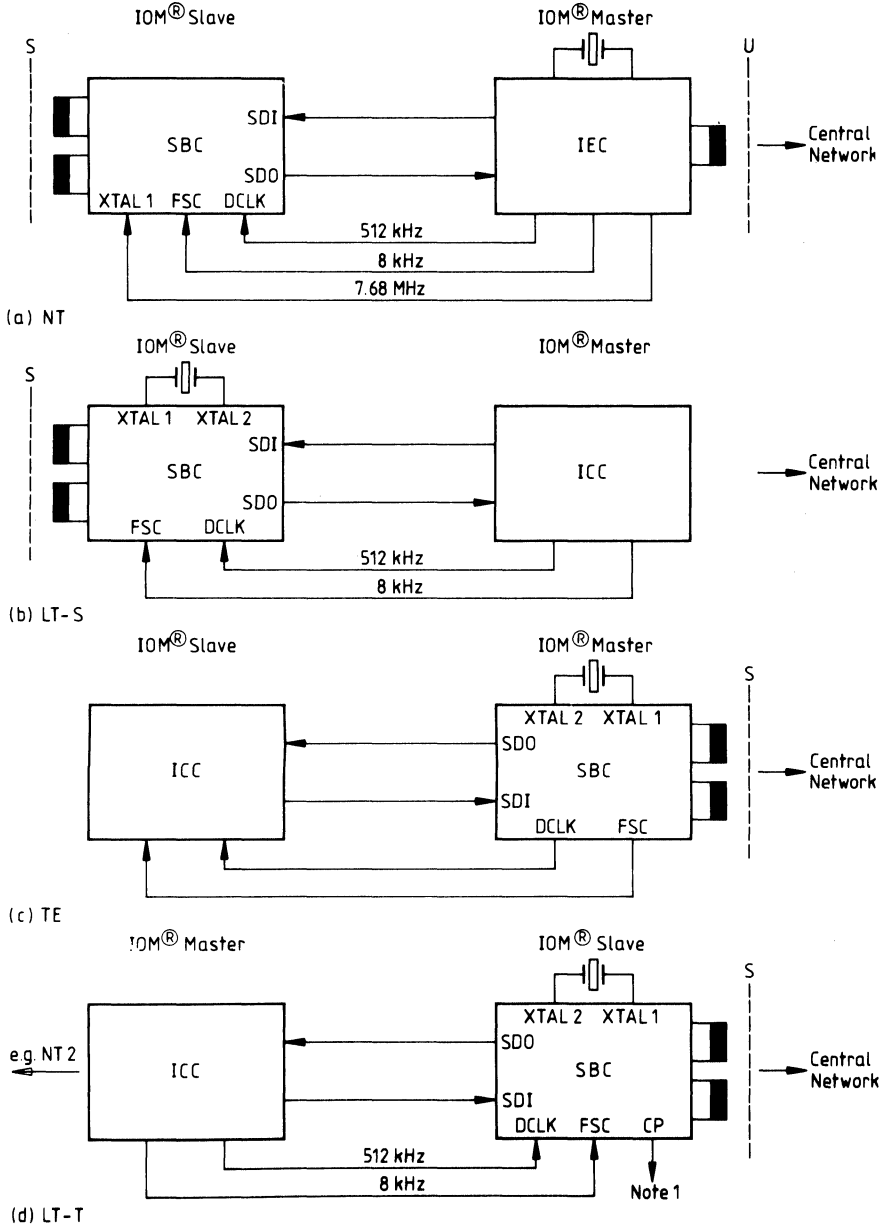 IOM® Slave
IOM® Master
S
U
SDI
SBC
IEC
SDO
XTAL 1 FSC DCLK
Central
Network
512 kHz
8 kHz
7.68 MHz
(a) NT
IOM® Slave
IOM® Master
S
XTAL 1 XTAL 2
SDI
SBC
ICC
SDO
FSC DCLK
Central
Network
512 kHz
8 kHz
(b) LT-S
IOM® Slave
IOM® Master
S
XTAL 2 XTAL 1
SDO
ICC
SBC
SDI
DCLK FSC
Central
Network
(c) TE
IOM® Master
IOM® Slave
S
XTAL 2 XTAL 1
SDO
e.g. NT 2
ICC
SBC
SDI
DCLK FSC CP
Central
Network
512 kHz
8 kHz
Note 1
(d) LT-T